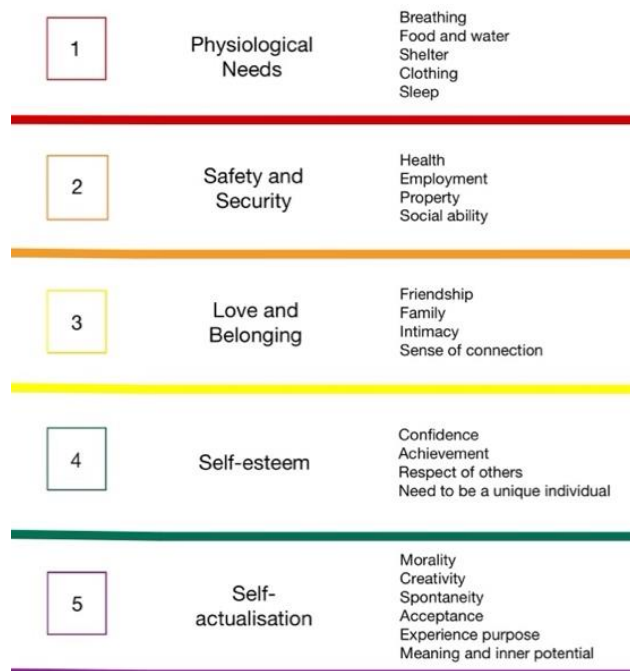 1
Physiological
Needs
Breathing
Food and water
Shelter
Clothing
Sleep
2
Safety and
Security
Health
Employment
Property
Social ability
3
Love and
Belonging
Friendship
Family
Intimacy
Sense of connection
4
Self-esteem
Confidence
Achievement
Respect of others
Need to be a unique individual
5
Self-
actualisation
Morality
Creativity
Spontaneity
Acceptance
Experience purpose
Meaning and inner potential